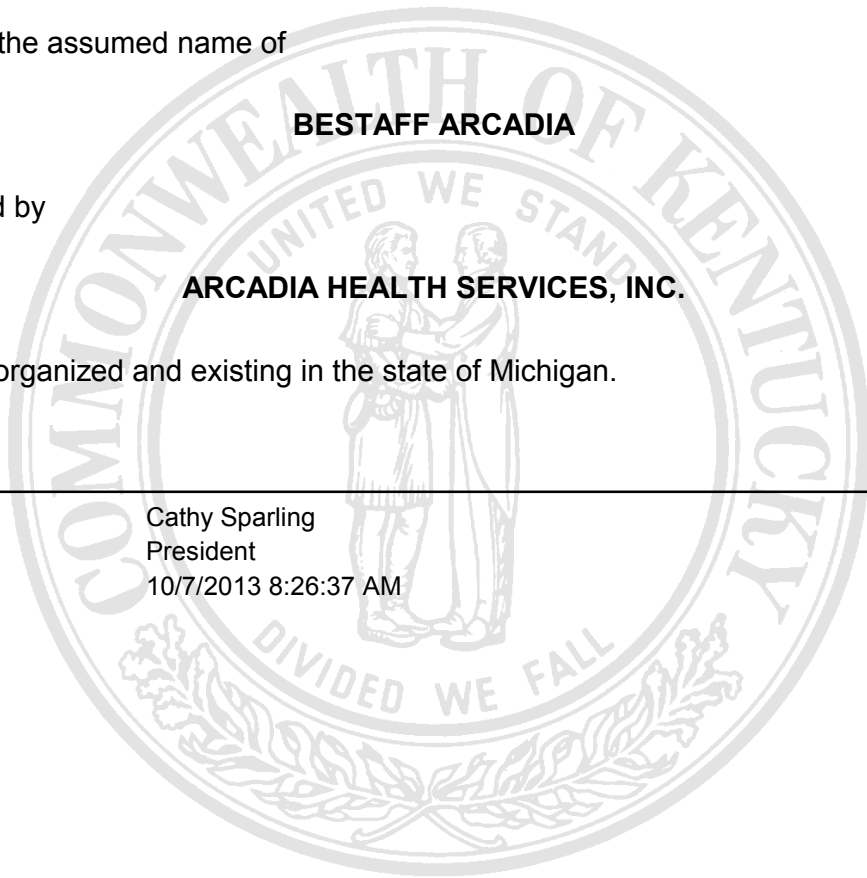 the assumed name of
BESTAFF ARCADIA
d by
ARCADIA HEALTH SERVICES, INC.
organized and existing in the state of Michigan.
Cathy Sparling
President
10/7/2013 8:26:37 AM
COMMONWEALTH OF KENTUCKY
UNITED WE STAND
DIVIDED WE FALL